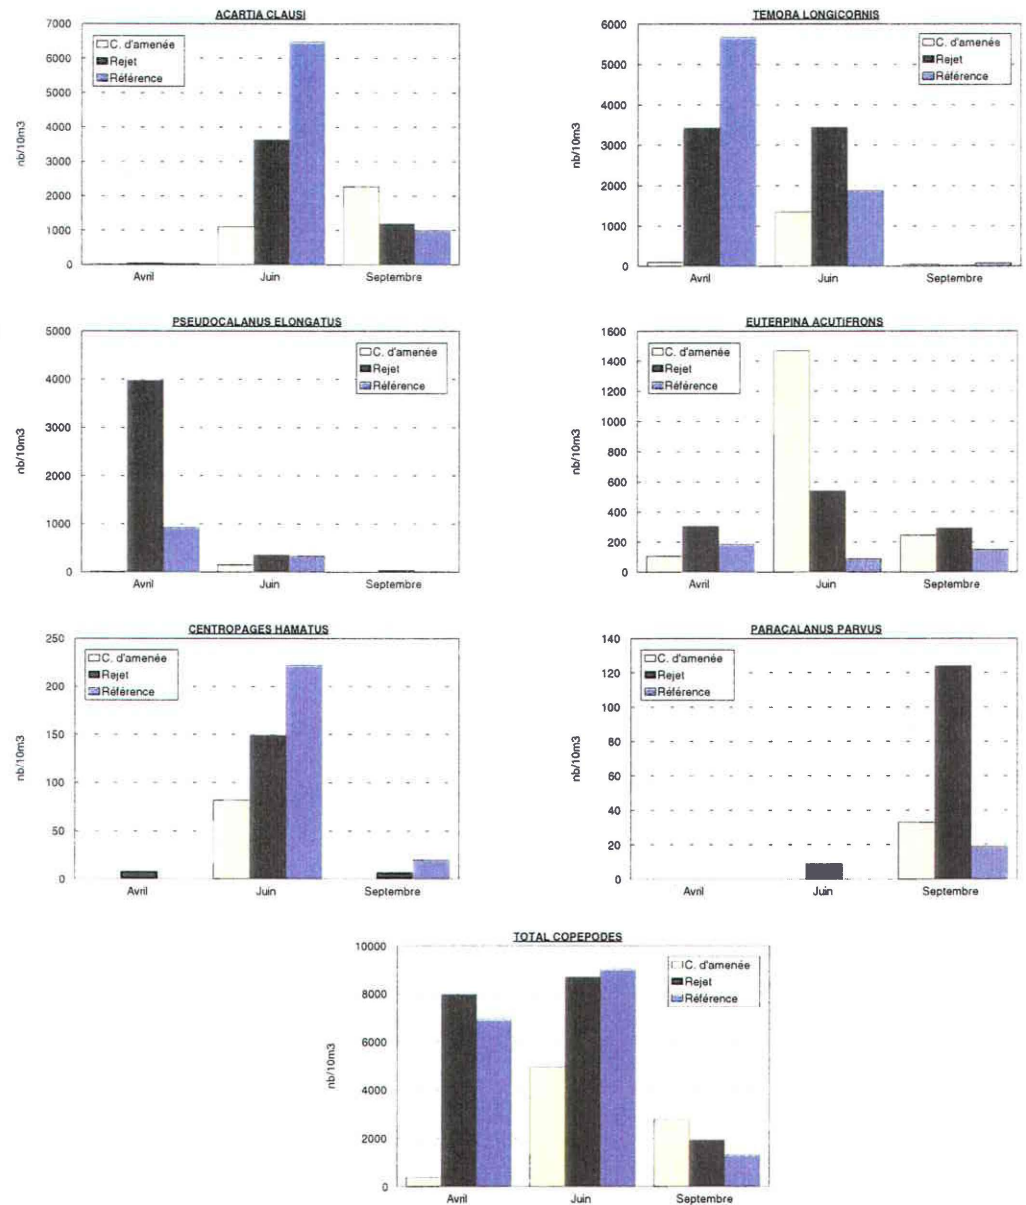 ACARTIA CLAUSI
7000
6000
5000
4000
3000
2000
1000
0
nb/10m3
C. d'amenée
Rejet
Référence
Avril Juin Septembre
TEMORA LONGICORNIS
6000
5000
4000
3000
2000
1000
0
nb/10m3
C. d'amenée
Rejet
Référence
Avril Juin Septembre
PSEUDOCALANUS ELONGATUS
5000
4000
3000
2000
1000
0
nb/10m3
C. d'amenée
Rejet
Référence
Avril Juin Septembre
EUTERPINA ACUTIFRONS
1600
1400
1200
1000
800
600
400
200
0
nb/10m3
C. d'amenée
Rejet
Référence
Avril Juin Septembre
CENTROPAGES HAMATUS
250
200
150
100
50
0
nb/10m3
C. d'amenée
Rejet
Référence
Avril Juin Septembre
PARACALANUS PARVUS
140
120
100
80
60
40
20
0
nb/10m3
C. d'amenée
Rejet
Référence
Avril Juin Septembre
TOTAL COPEPODES
10000
8000
6000
4000
2000
0
nb/10m3
C. d'amenée
Rejet
Référence
Avril Juin Septembre